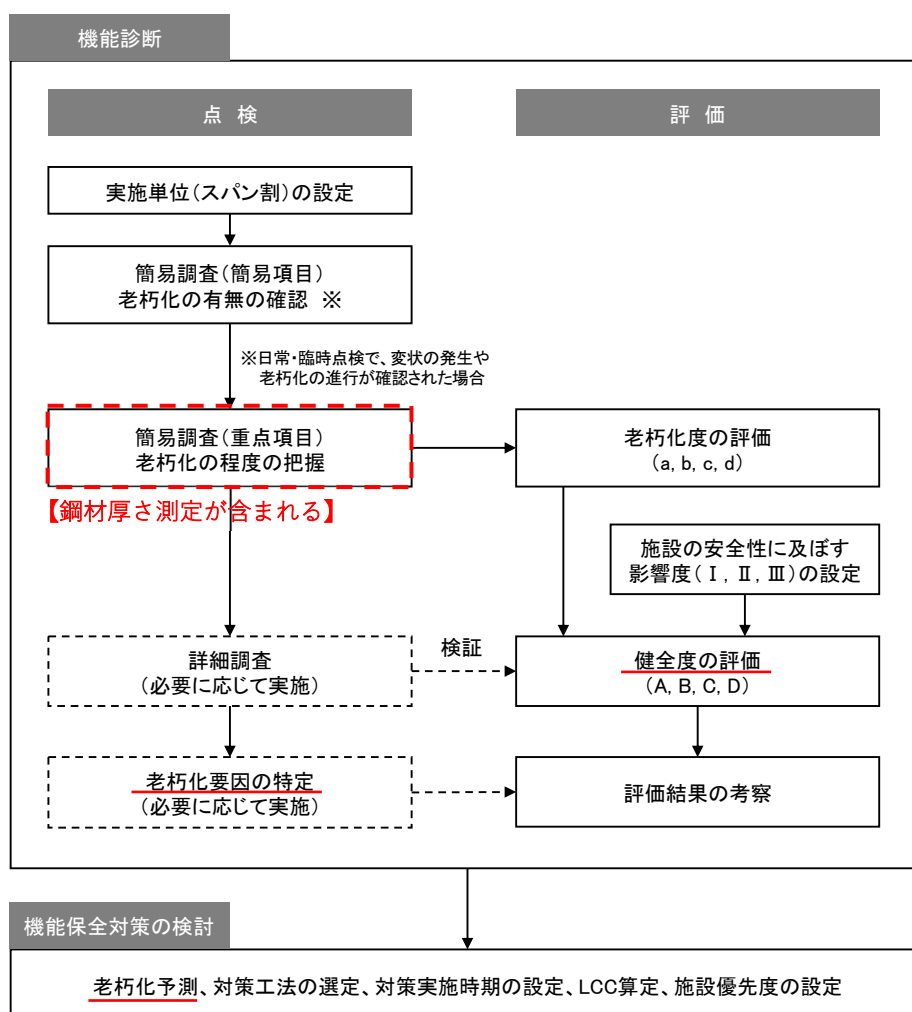 機能診断
点 検
評 価
実施単位(スパン割)の設定
簡易調査(簡易項目)
老朽化の有無の確認 ※
※日常・臨時点検で、変状の発生や
老朽化の進行が確認された場合
簡易調査(重点項目)
老朽化の程度の把握
【鋼材厚さ測定が含まれる】
老朽化度の評価
(a, b, c, d)
施設の安全性に及ぼす
影響度(Ⅰ, Ⅱ, Ⅲ)の設定
詳細調査
(必要に応じて実施)
検証
健全度の評価
(A, B, C, D)
老朽化要因の特定
(必要に応じて実施)
評価結果の考察
機能保全対策の検討
老朽化予測、対策工法の選定、対策実施時期の設定、LCC算定、施設優先度の設定